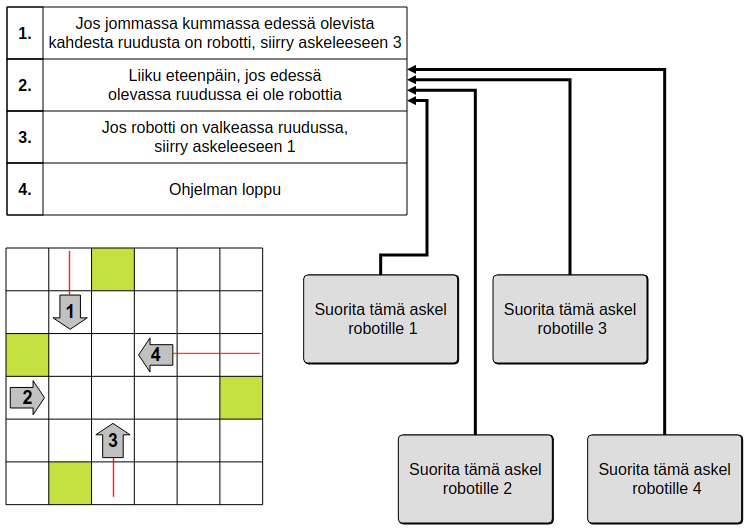 1.
Jos jommassa kummassa edessä olevista
kahdesta ruudusta on robotti, siirry askeleeseen 3
2.
Liiku eteenpäin, jos edessä
olevassa ruudussa ei ole robottia
3.
Jos robotti on valkeassa ruudussa,
siirry askeleeseen 1
4.
Ohjelman loppu
1
4
2
3
Suorita tämä askel
robotille 1
Suorita tämä askel
robotille 3
Suorita tämä askel
robotille 2
Suorita tämä askel
robotille 4